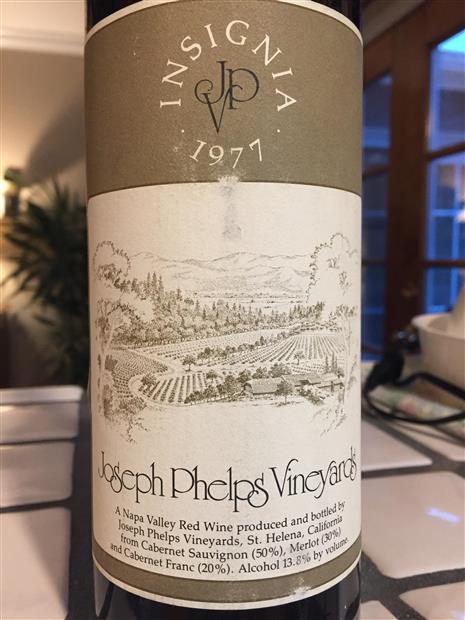 · INSIGNIA ·
JPV
1977
Joseph Phelps Vineyards
A Napa Valley Red Wine produced and bottled by
Joseph Phelps Vineyards, St. Helena, California
from Cabernet Sauvignon (50%), Merlot (30%)
and Cabernet Franc (20%). Alcohol 13.8% by volume.